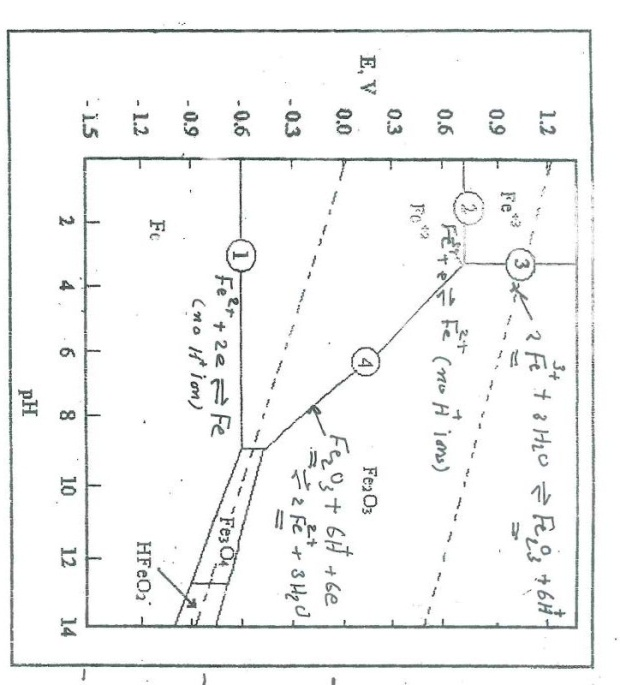 1.2
0.9
0.6
0.3
0.0
-0.3
-0.6
-0.9
-1.2
-1.5
E, V
Fe⁺³
3
2Fe³⁺ + 3H₂O ⇌ Fe₂O₃ + 6H⁺
2
Fe³⁺ + e ⇌ Fe²⁺ (no H⁺ ions)
Fe⁺²
4
Fe₂O₃
Fe₂O₃ + 6H⁺ + 6e
⇌ 2Fe²⁺ + 3H₂O
1
Fe²⁺ + 2e ⇌ Fe
(no H⁺ ion)
Fe₃O₄
Fe
HFeO₂⁻
2 4 6 8 10 12 14
pH